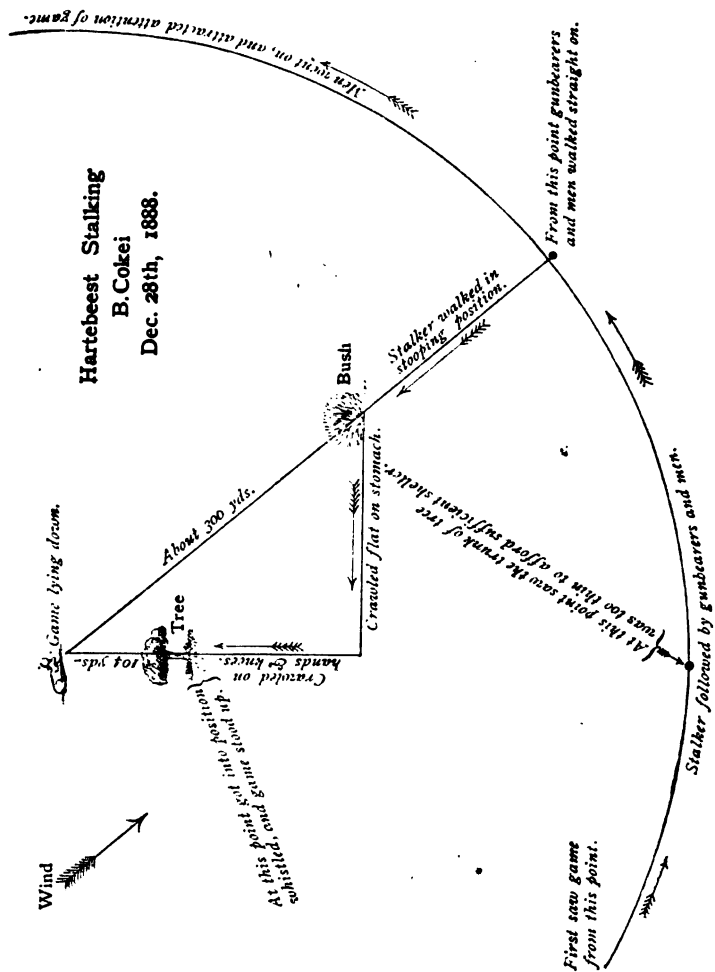 Hartebeest Stalking
B. Cokei
Dec. 28th, 1888.
Wind
Game lying down.
104 yds.
Tree
About 300 yds.
Bush
At this point got into position
whistled, and game stood up.
Crawled on
hands & knees.
Crawled flat on stomach.
Stalker walked in
stooping position.
From this point gunbearers
and men walked straight on.
Men went on, and attracted attention of game.
At this point saw the trunk of tree
was too thin to afford sufficient shelter.
Stalker followed by gunbearers and men.
First saw game
from this point.